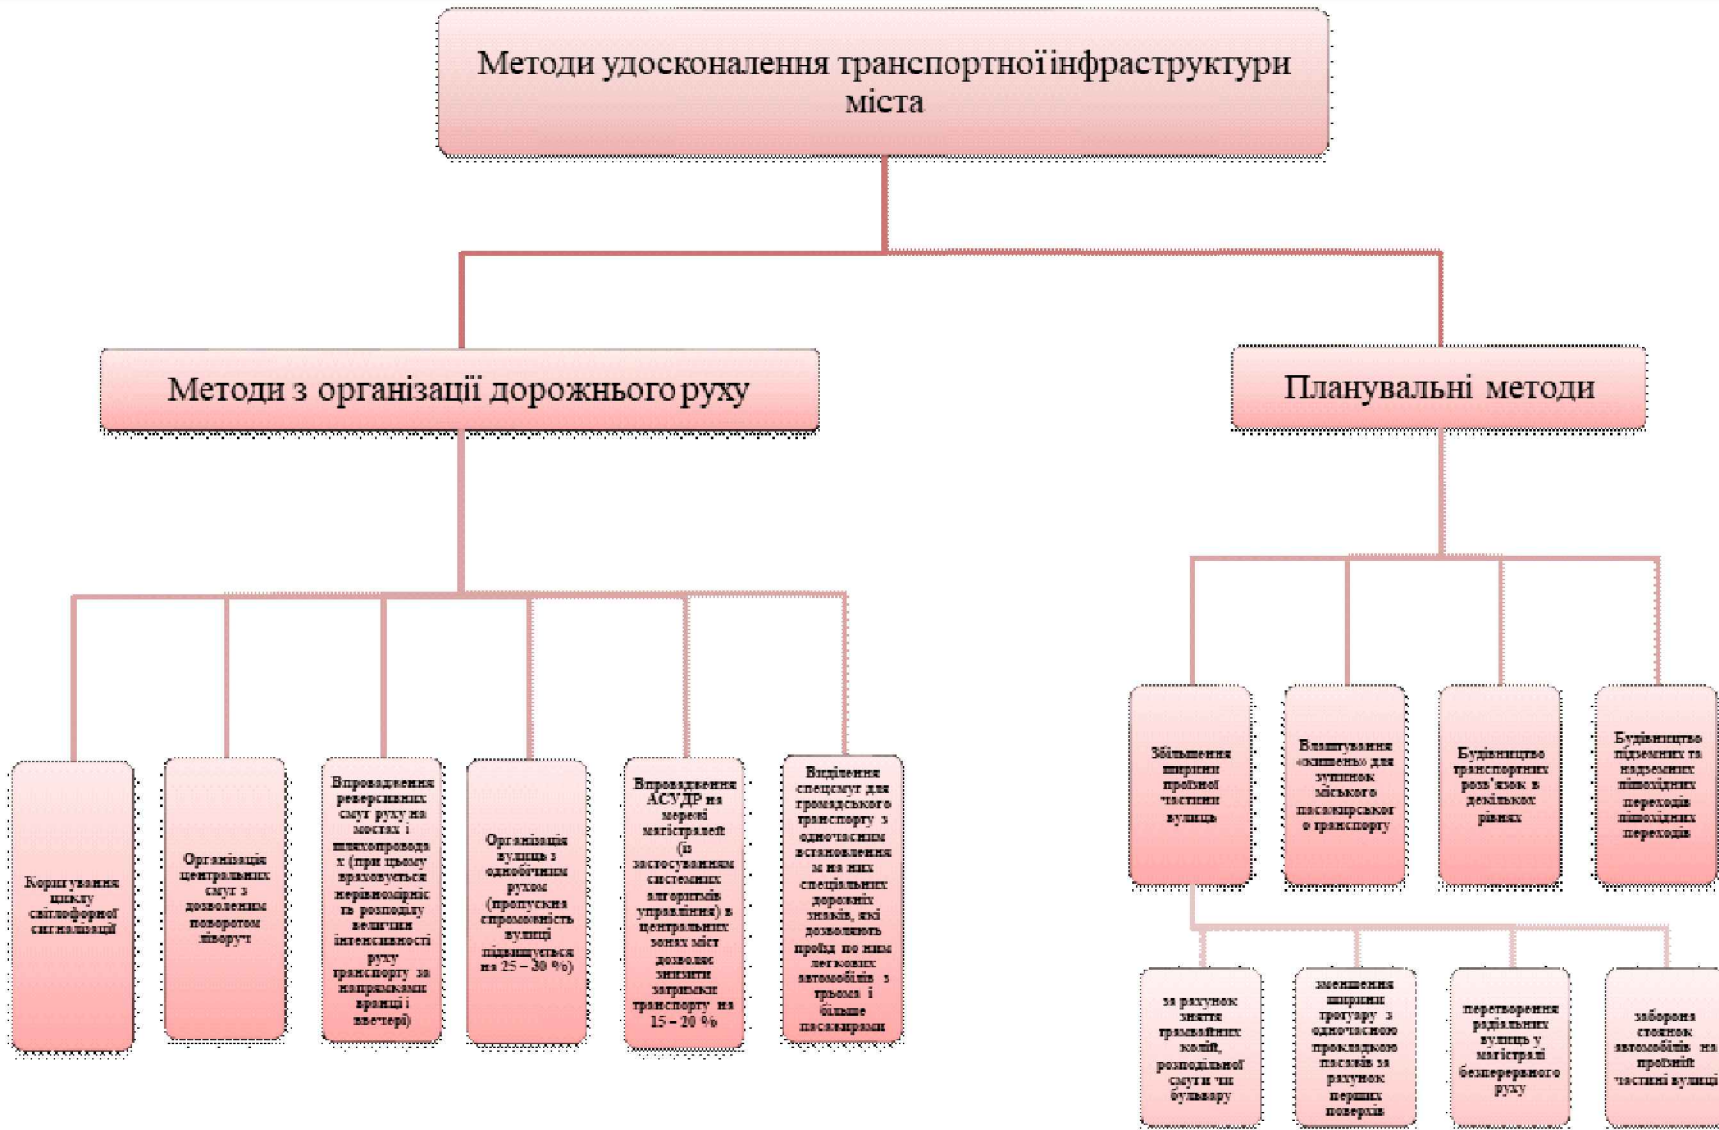 Методи удосконалення транспортної інфраструктури
міста
Методи з організації дорожнього руху
Планувальні методи
Коригування
циклу
світлофорної
сигналізації
Організація
центральних
смуг з
дозволеним
поворотом
ліворуч
Впровадження
реверсивних
смуг руху на
мостах і
шляхопровода
х (при цьому
враховується
нерівномірніс
ть розподілу
величин
інтенсивності
руху
транспорту за
напрямками
вранці і
ввечері)
Організація
вулиць з
однобічним
рухом
(пропускна
спроможність
вулиці
підвищується
на 25 – 30 %)
Впровадження
АСУДР на
мережі
магістралей
(із
застосуванням
системних
алгоритмів
управління) в
центральних
зонах міст
дозволяє
знизити
затримки
транспорту на
15 – 20 %
Виділення
спецсмуг для
громадського
транспорту з
одночасним
встановлення
м на них
спеціальних
дорожніх
знаків, які
дозволяють
проїзд по ним
легкових
автомобілів з
трьома і
більше
пасажирами
Збільшення
ширини
проїзної
частини
вулиць
Влаштування
«кишень» для
зупинок
міського
пасажирськог
о транспорту
Будівництво
транспортних
розв'язок в
декількох
рівнях
Будівництво
підземних та
надземних
пішохідних
переходів
пішохідних
переходів
за рахунок
зняття
трамвайних
колій,
розподільної
смуги чи
бульвару
зменшення
ширини
тротуару з
одночасною
прокладкою
пасажів за
рахунок
перших
поверхів
перетворення
радіальних
вулиць у
магістралі
безперервного
руху
заборона
стоянок
автомобілів на
проїзній
частині вулиці